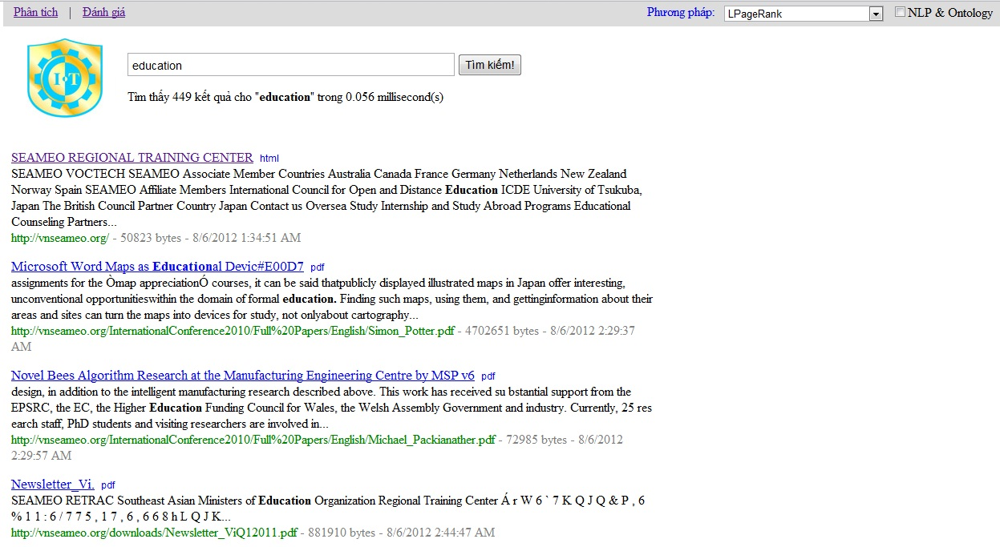 Phân tích | Đánh giá Phương pháp: LPageRank NLP & Ontology
I T
education Tìm kiếm!
Tìm thấy 449 kết quả cho "education" trong 0.056 millisecond(s)
SEAMEO REGIONAL TRAINING CENTER html
SEAMEO VOCTECH SEAMEO Associate Member Countries Australia Canada France Germany Netherlands New Zealand
Norway Spain SEAMEO Affiliate Members International Council for Open and Distance Education ICDE University of Tsukuba,
Japan The British Council Partner Country Japan Contact us Oversea Study Internship and Study Abroad Programs Educational
Counseling Partners...
http://vnseameo.org/ - 50823 bytes - 8/6/2012 1:34:51 AM
Microsoft Word Maps as Educational Devic#E00D7 pdf
assignments for the Òmap appreciationÓ courses, it can be said thatpublicly displayed illustrated maps in Japan offer interesting,
unconventional opportunitieswithin the domain of formal education. Finding such maps, using them, and gettinginformation about their
areas and sites can turn the maps into devices for study, not onlyabout cartography...
http://vnseameo.org/InternationalConference2010/Full%20Papers/English/Simon_Potter.pdf - 4702651 bytes - 8/6/2012 2:29:37
AM
Novel Bees Algorithm Research at the Manufacturing Engineering Centre by MSP v6 pdf
design, in addition to the intelligent manufacturing research described above. This work has received su bstantial support from the
EPSRC, the EC, the Higher Education Funding Council for Wales, the Welsh Assembly Government and industry. Currently, 25 res
earch staff, PhD students and visiting researchers are involved in...
http://vnseameo.org/InternationalConference2010/Full%20Papers/English/Michael_Packianather.pdf - 72985 bytes - 8/6/2012
2:29:57 AM
Newsletter_Vi. pdf
SEAMEO RETRAC Southeast Asian Ministers of Education Organization Regional Training Center Á r W 6 ` 7 K Q J Q & P , 6
% 1 1 : 6 / 7 7 5 , 1 7 , 6 , 6 6 8 h L Q J K...
http://vnseameo.org/downloads/Newsletter_ViQ12011.pdf - 881910 bytes - 8/6/2012 2:44:47 AM